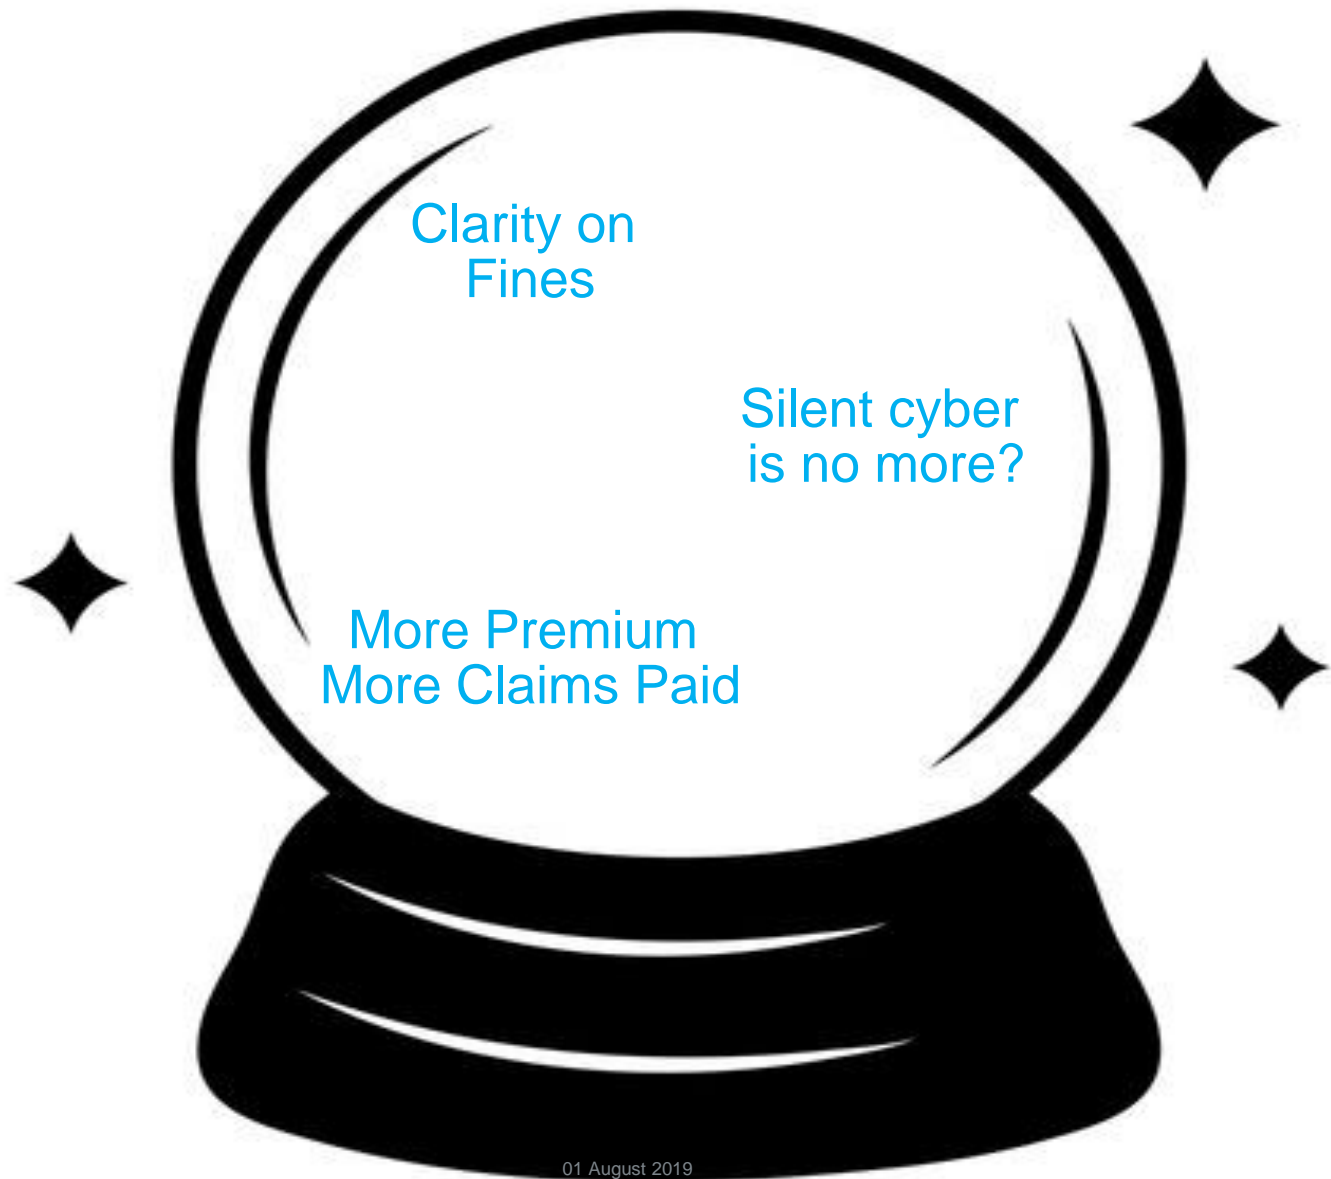 Clarity on
Fines
Silent cyber
is no more?
More Premium
More Claims Paid
01 August 2019